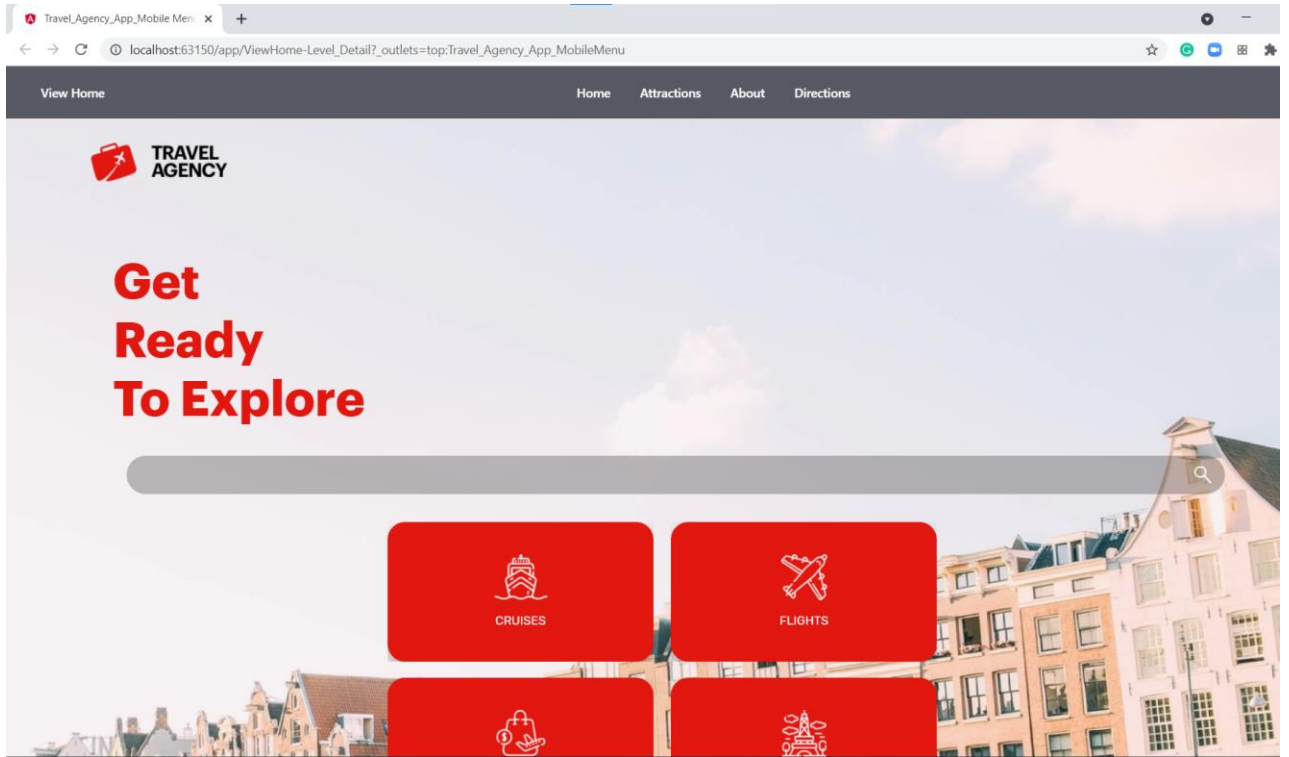 Travel_Agency_App_Mobile Men
localhost:63150/app/ViewHome-Level_Detail?_outlets=top:Travel_Agency_App_MobileMenu
View Home Home Attractions About Directions
TRAVEL
AGENCY
Get
Ready
To Explore
CRUISES FLIGHTS